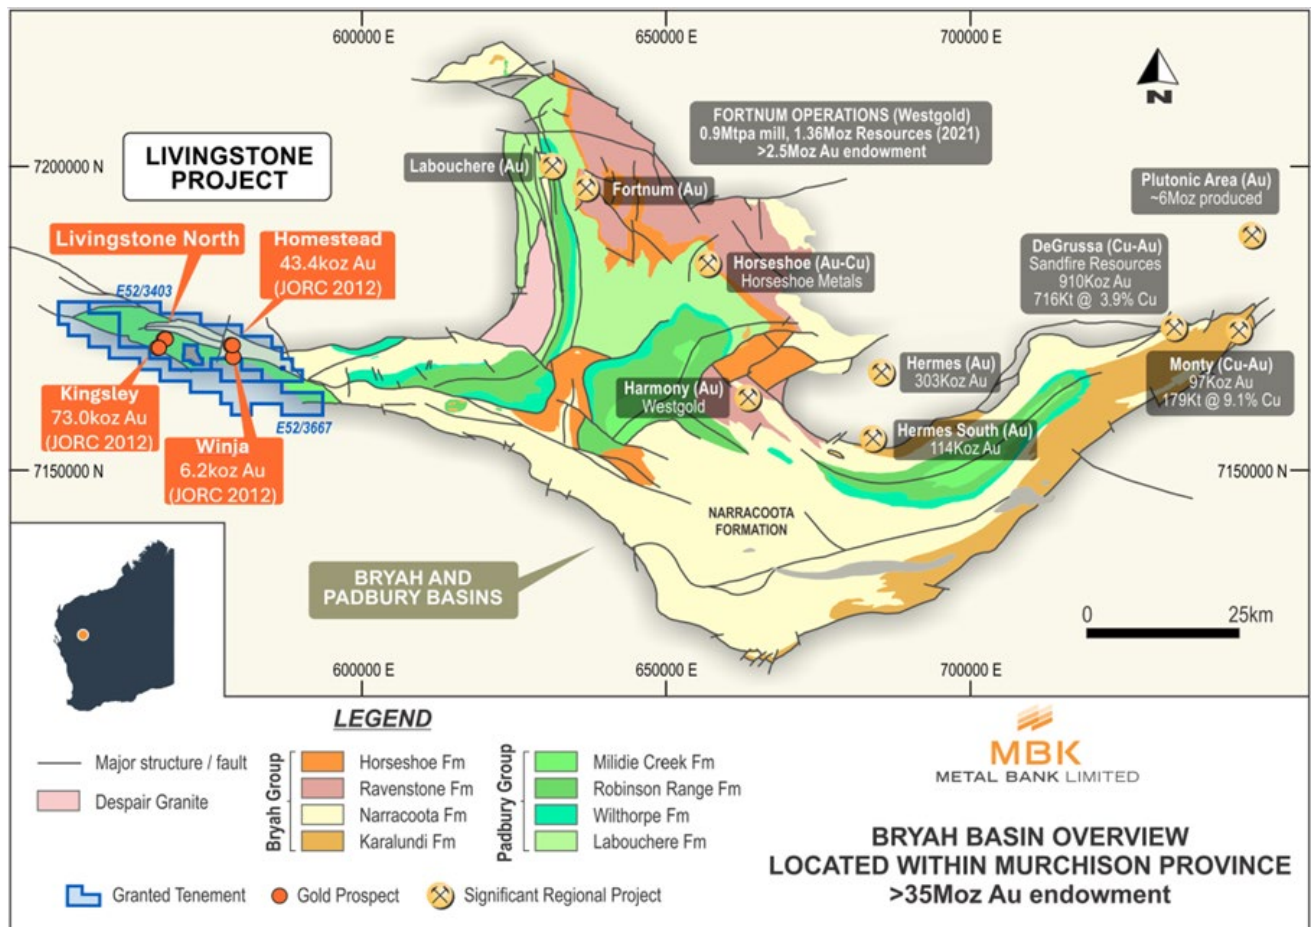 600000 E
650000 E
700000 E
N
7200000 N
7200000 N
LIVINGSTONE
PROJECT
FORTNUM OPERATIONS (Westgold)
0.9Mtpa mill, 1.36Moz Resources (2021)
>2.5Moz Au endowment
Labouchere (Au)
Fortnum (Au)
Plutonic Area (Au)
~6Moz produced
Livingstone North
Homestead
43.4koz Au
(JORC 2012)
DeGrussa (Cu-Au)
Sandfire Resources
910Koz Au
716Kt @ 3.9% Cu
Horseshoe (Au-Cu)
Horseshoe Metals
E52/3403
Hermes (Au)
303Koz Au
Monty (Cu-Au)
97Koz Au
179Kt @ 9.1% Cu
Kingsley
73.0koz Au
(JORC 2012)
Harmony (Au)
Westgold
E52/3667
Hermes South (Au)
114Koz Au
Winja
6.2koz Au
(JORC 2012)
7150000 N
7150000 N
NARRACOOTA
FORMATION
BRYAH AND
PADBURY BASINS
0
25km
600000 E
650000 E
700000 E
LEGEND
Major structure / fault
Despair Granite
Bryah Group
Horseshoe Fm
Ravenstone Fm
Narracoota Fm
Karalundi Fm
Padbury Group
Milidie Creek Fm
Robinson Range Fm
Wilthorpe Fm
Labouchere Fm
Granted Tenement
Gold Prospect
Significant Regional Project
MBK
METAL BANK LIMITED
BRYAH BASIN OVERVIEW
LOCATED WITHIN MURCHISON PROVINCE
>35Moz Au endowment